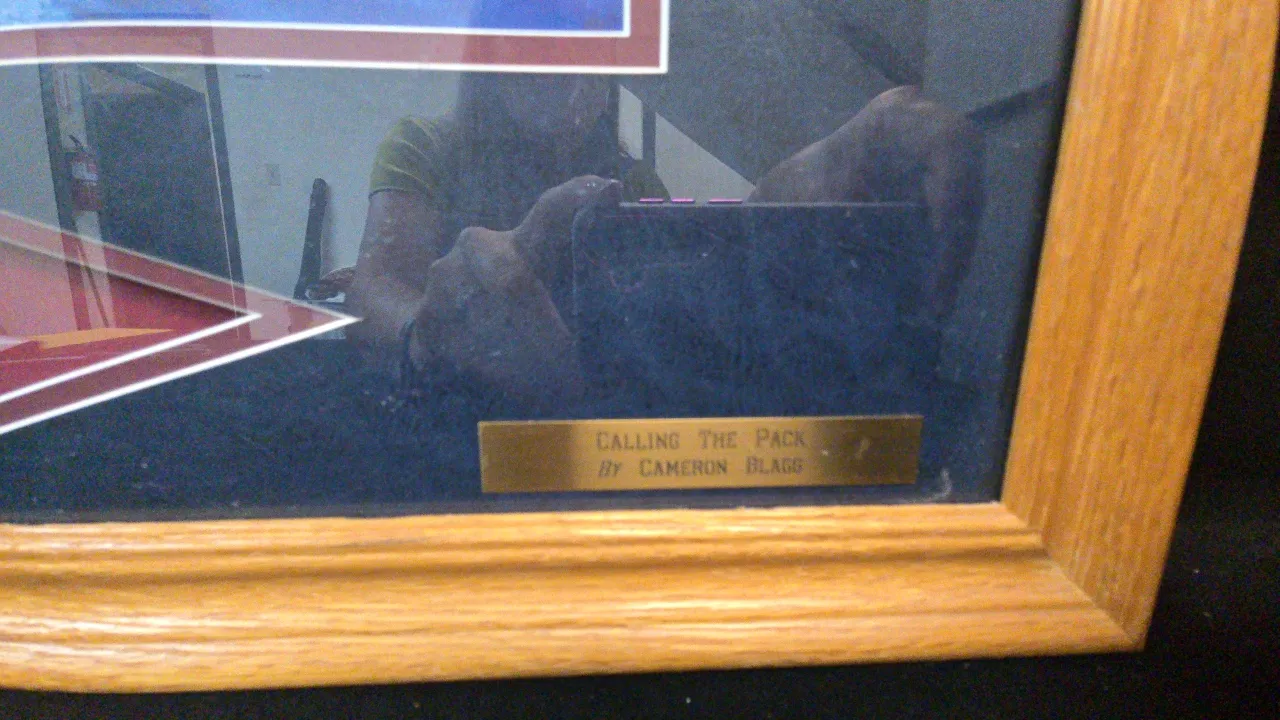 Calling The Pack
By Cameron Blagg